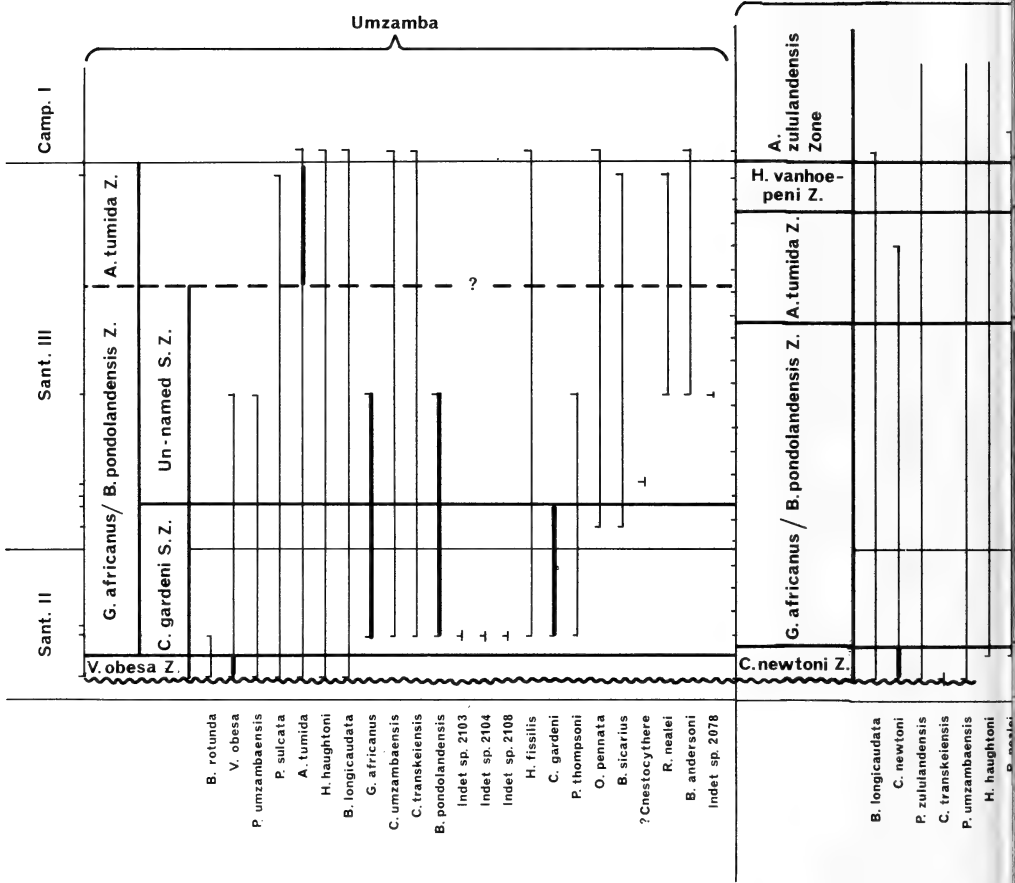 Umzamba
Camp. I
Sant. III
Sant. II
A. tumida Z.
G. africanus/ B. pondolandensis Z.
Un-named S. Z.
C. gardeni S. Z.
V. obesa Z.
?
B. rotunda
V. obesa
P. umzambaensis
P. sulcata
A. tumida
H. haughtoni
B. longicaudata
G. africanus
C. umzambaensis
C. transkeiensis
B. pondolandensis
Indet sp. 2103
Indet sp. 2104
Indet sp. 2108
H. fissilis
C. gardeni
P. thompsoni
O. pennata
B. sicarius
? Cnestocythere
R. nealei
B. andersoni
Indet sp. 2078
A.
zululandensis
Zone
H. vanhoe-
peni Z.
A. tumida Z.
G. africanus / B. pondolandensis Z.
C. newtoni Z.
B. longicaudata
C. newtoni
P. zululandensis
C. transkeiensis
P. umzambaensis
H. haughtoni